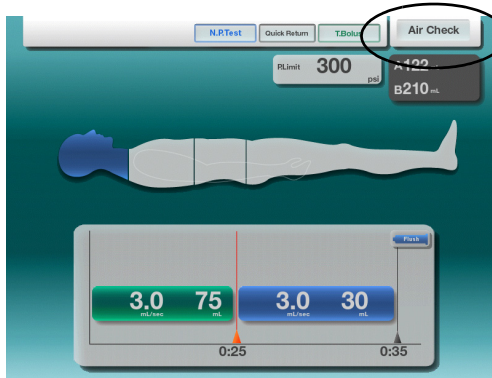 N.P.Test Quick Return T.Bolus Air Check
P.Limit 300 psi
A122
B210 mL
Flush
3.0 mL/sec 75 mL 3.0 mL/sec 30 mL
0:25 0:35